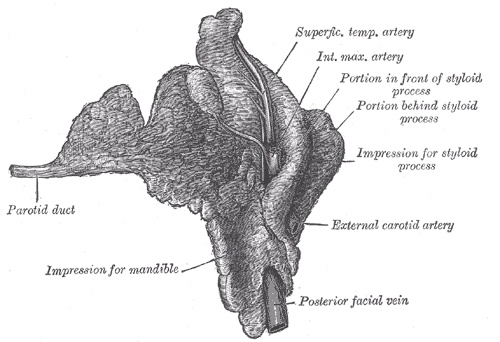 Superfic. temp. artery
Int. max. artery
Portion in front of styloid
process
Portion behind styloid
process
Impression for styloid
process
Parotid duct
External carotid artery
Impression for mandible
Posterior facial vein